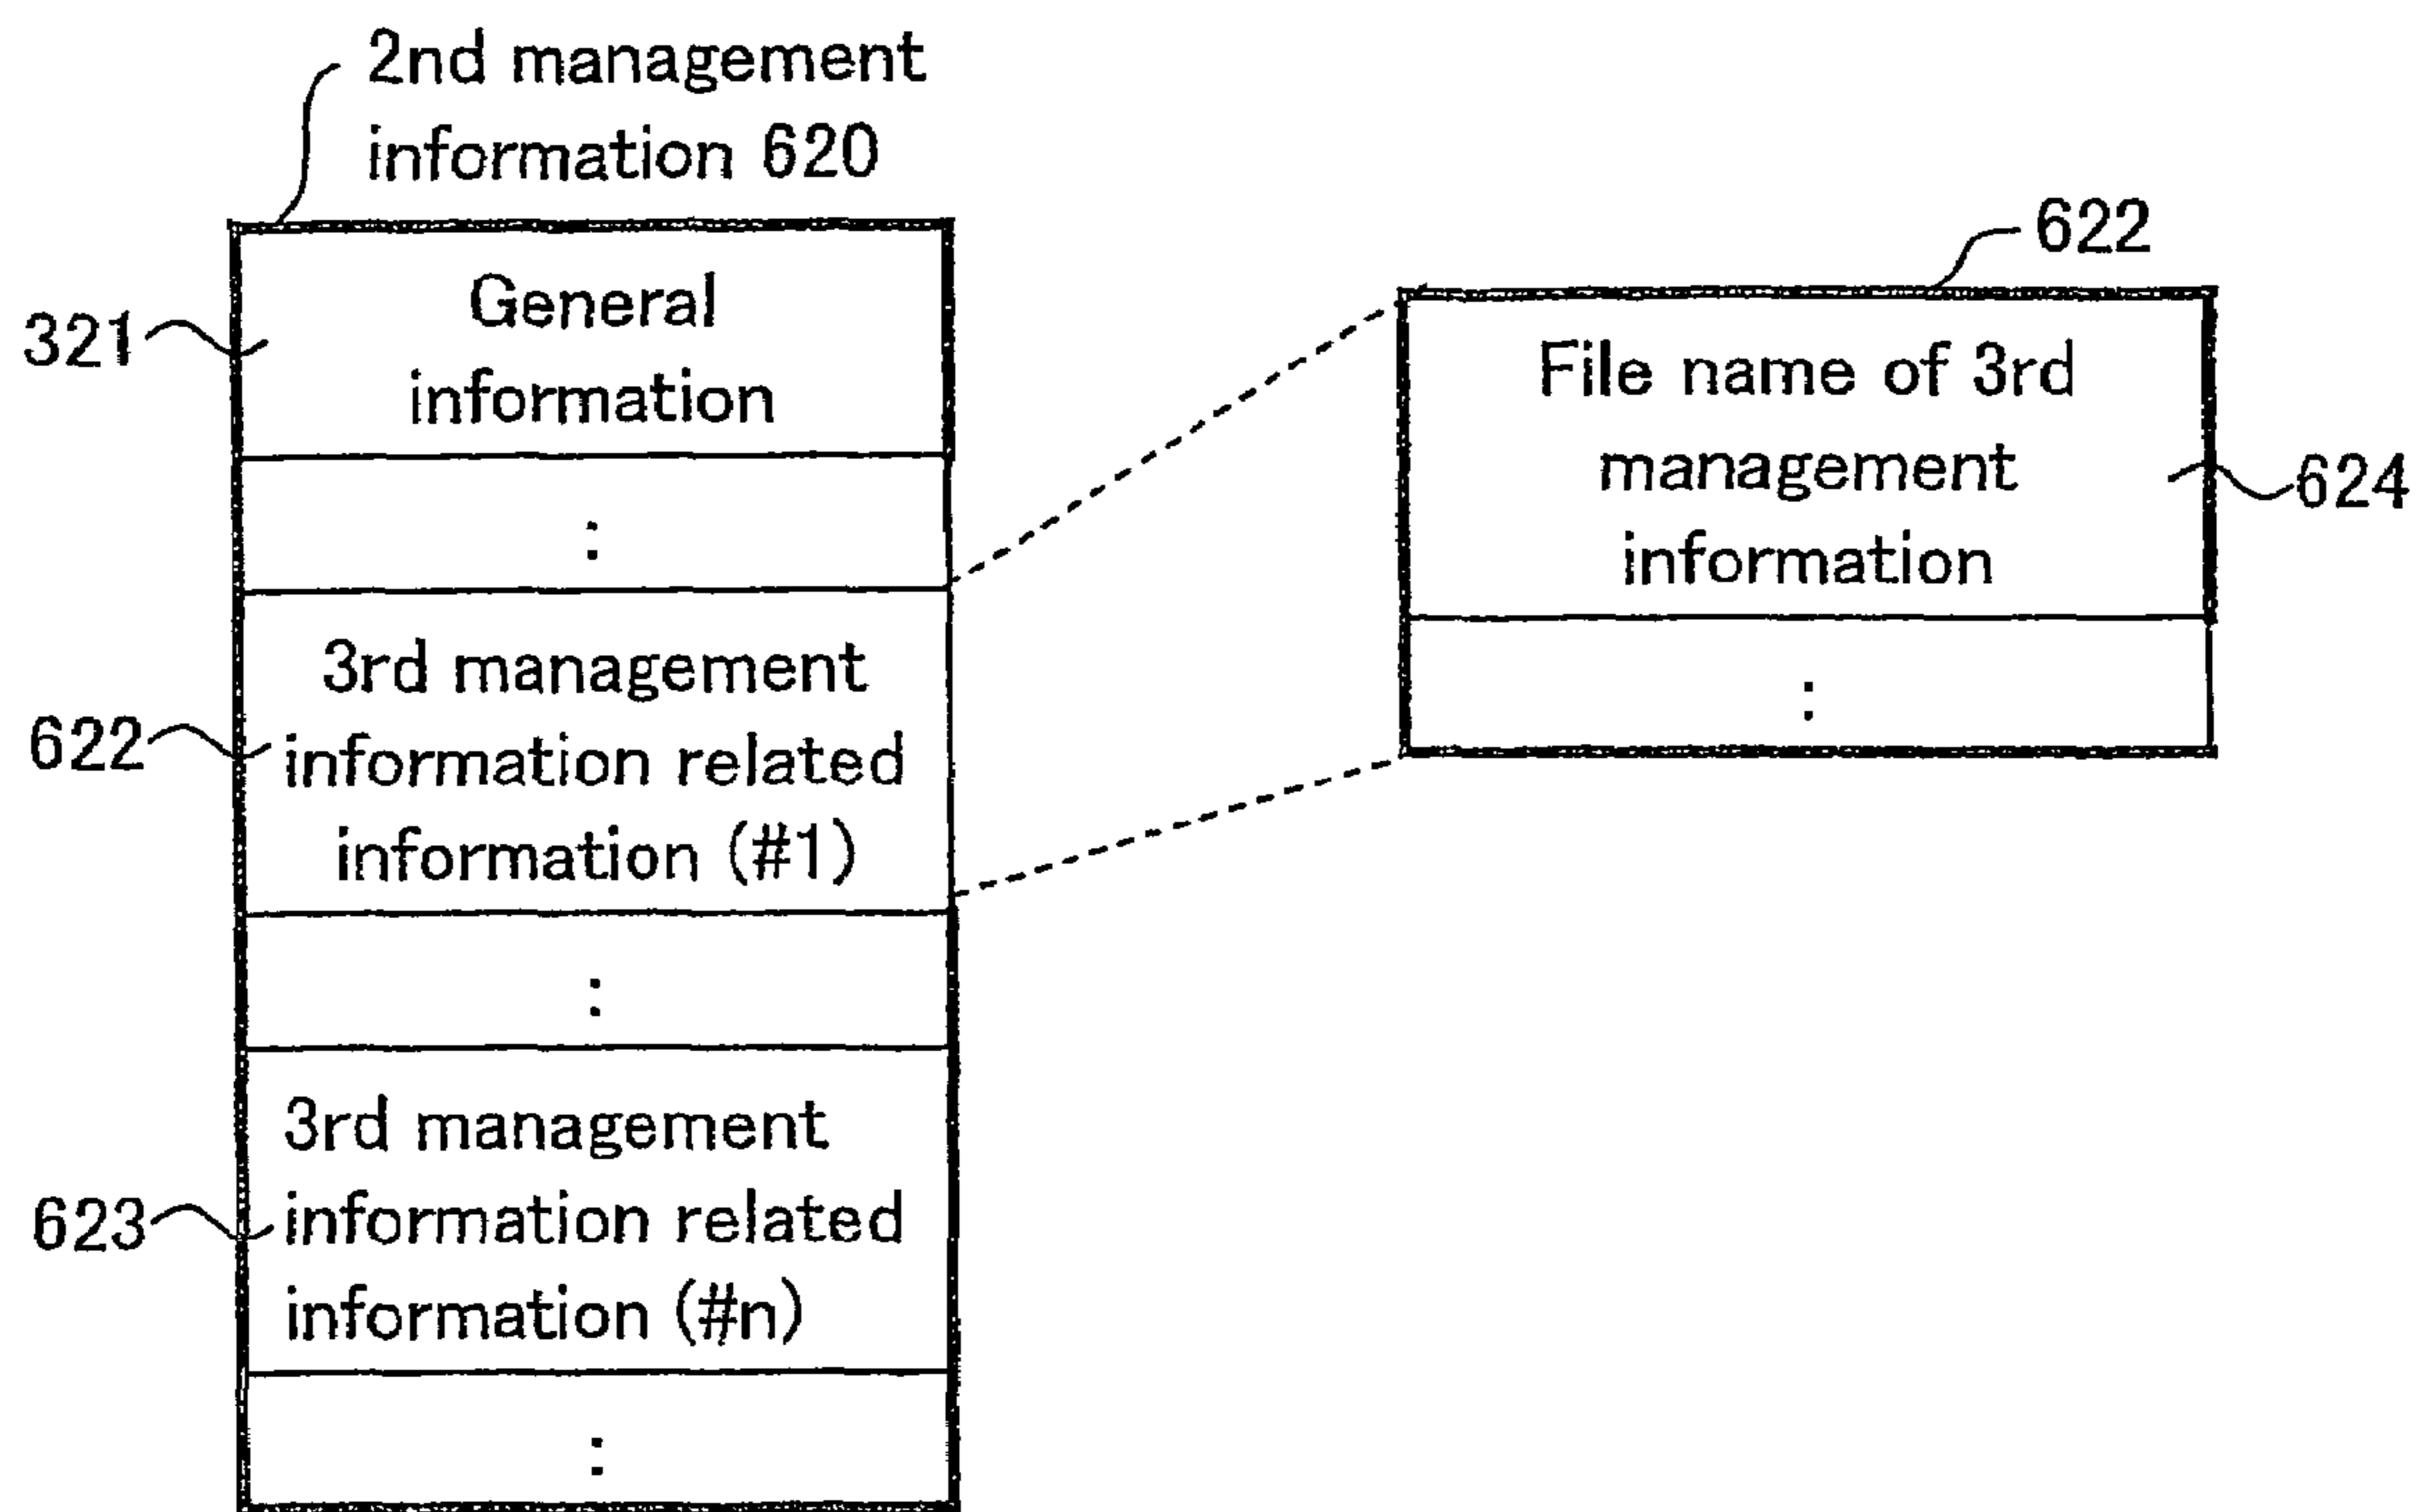 2nd management
information 620
321
General
information
:
622
3rd management
information related
information (#1)
:
623
3rd management
information related
information (#n)
:
622
File name of 3rd
management
information
624
: